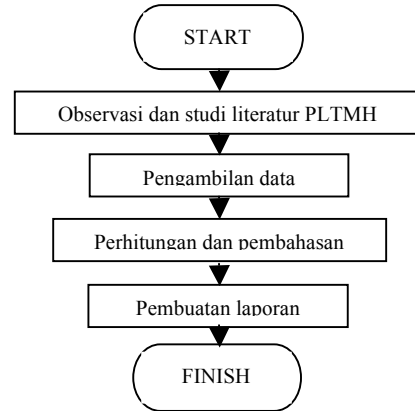 START
Observasi dan studi literatur PLTMH
Pengambilan data
Perhitungan dan pembahasan
Pembuatan laporan
FINISH